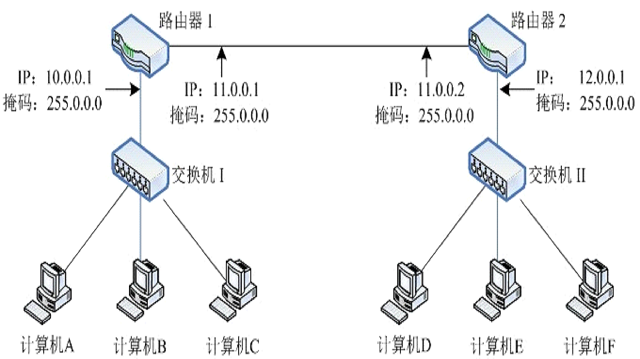 路由器 1
路由器 2
IP: 10.0.0.1
掩码: 255.0.0.0
IP: 11.0.0.1
掩码: 255.0.0.0
IP: 11.0.0.2
掩码: 255.0.0.0
IP: 12.0.0.1
掩码: 255.0.0.0
交换机 I
交换机 II
计算机A
计算机B
计算机C
计算机D
计算机E
计算机F